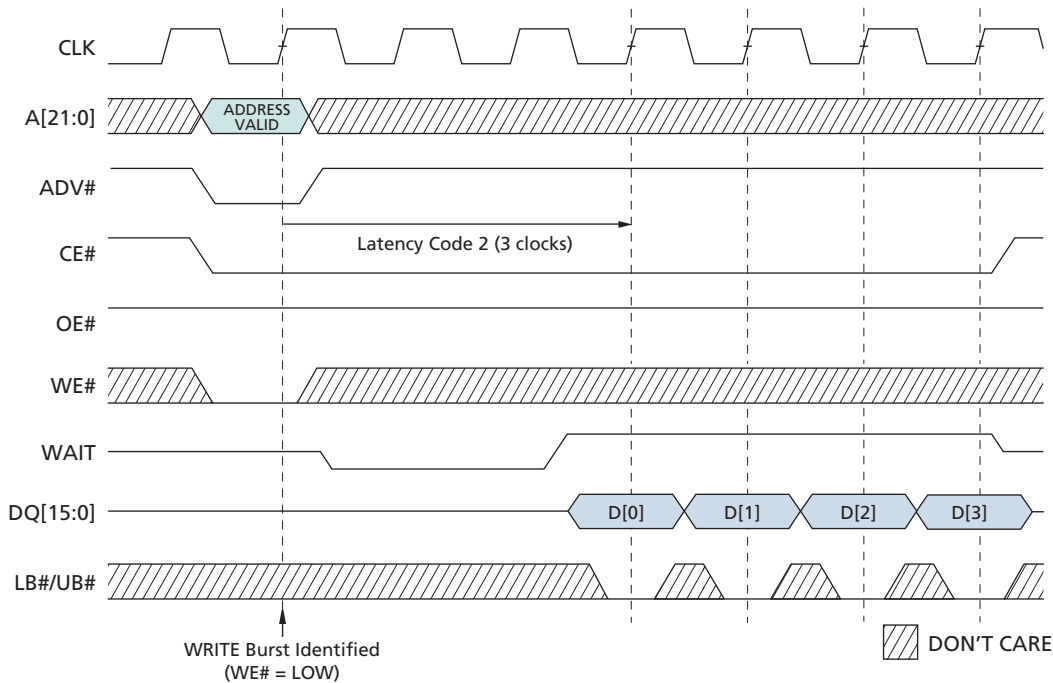 CLK
A[21:0]
ADDRESS
VALID
ADV#
Latency Code 2 (3 clocks)
CE#
OE#
WE#
WAIT
DQ[15:0]
D[0]
D[1]
D[2]
D[3]
LB#/UB#
WRITE Burst Identified
(WE# = LOW)
DON'T CARE